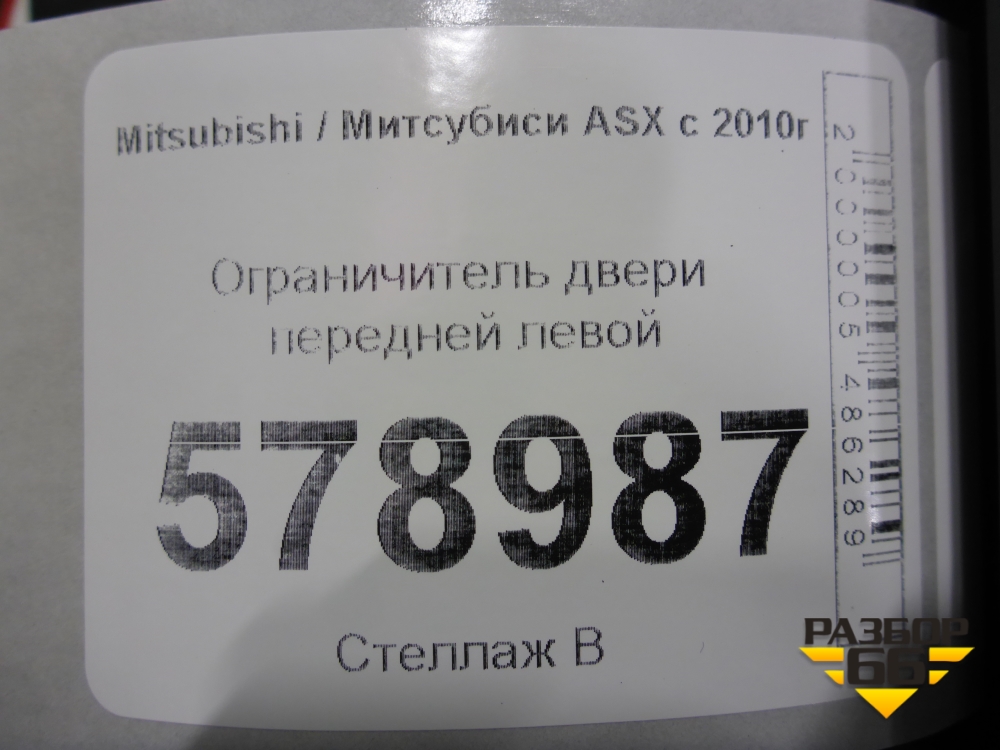 Mitsubishi / Митсубиси ASX с 2010г
Ограничитель двери
передней левой
578987
Стеллаж В
2000005486289
РАЗБОР
66